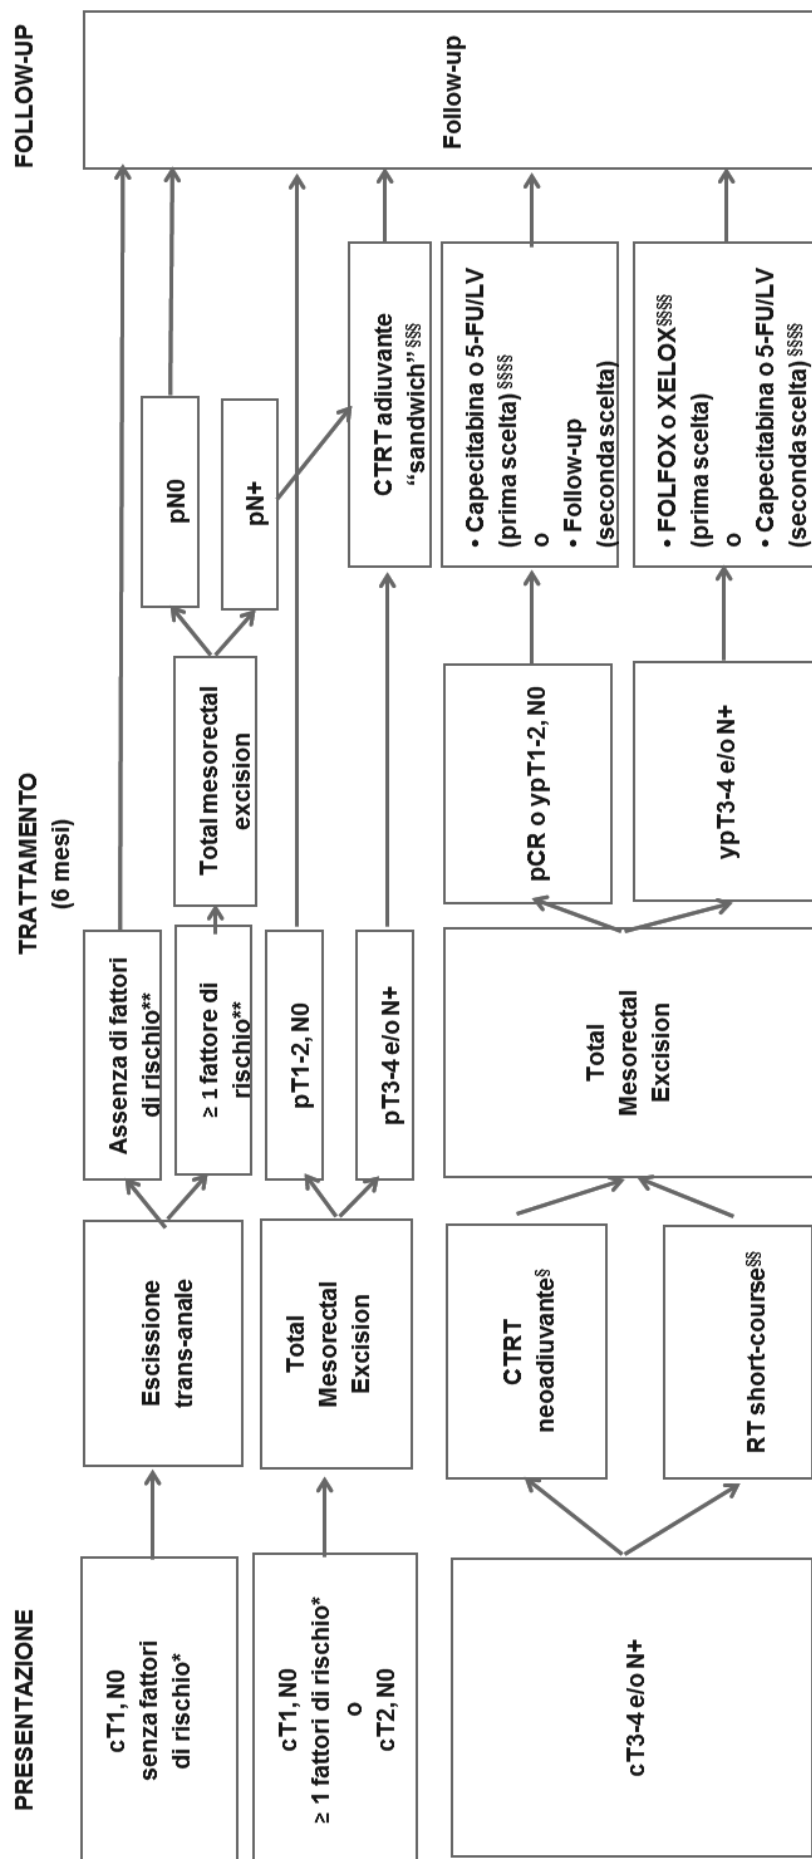 PRESENTAZIONE
TRATTAMENTO
(6 mesi)
FOLLOW-UP
cT1, N0
senza fattori
di rischio*
Escissione
trans-anale
Assenza di fattori
di rischio**
≥ 1 fattore di
rischio**
Total mesorectal
excision
pN0
pN+
cT1, N0
≥ 1 fattori di rischio*
o
cT2, N0
Total
Mesorectal
Excision
pT1-2, N0
pT3-4 e/o N+
CTRT adiuvante
“sandwich” §§§
cT3-4 e/o N+
CTRT
neoadiuvante§
RT short-course§§
Total
Mesorectal
Excision
pCR o ypT1-2, N0
ypT3-4 e/o N+
• Capecitabina o 5-FU/LV
(prima scelta) §§§§
o
• Follow-up
(seconda scelta)
• FOLFOX o XELOX§§§§
(prima scelta)
o
• Capecitabina o 5-FU/LV
(seconda scelta) §§§§
Follow-up